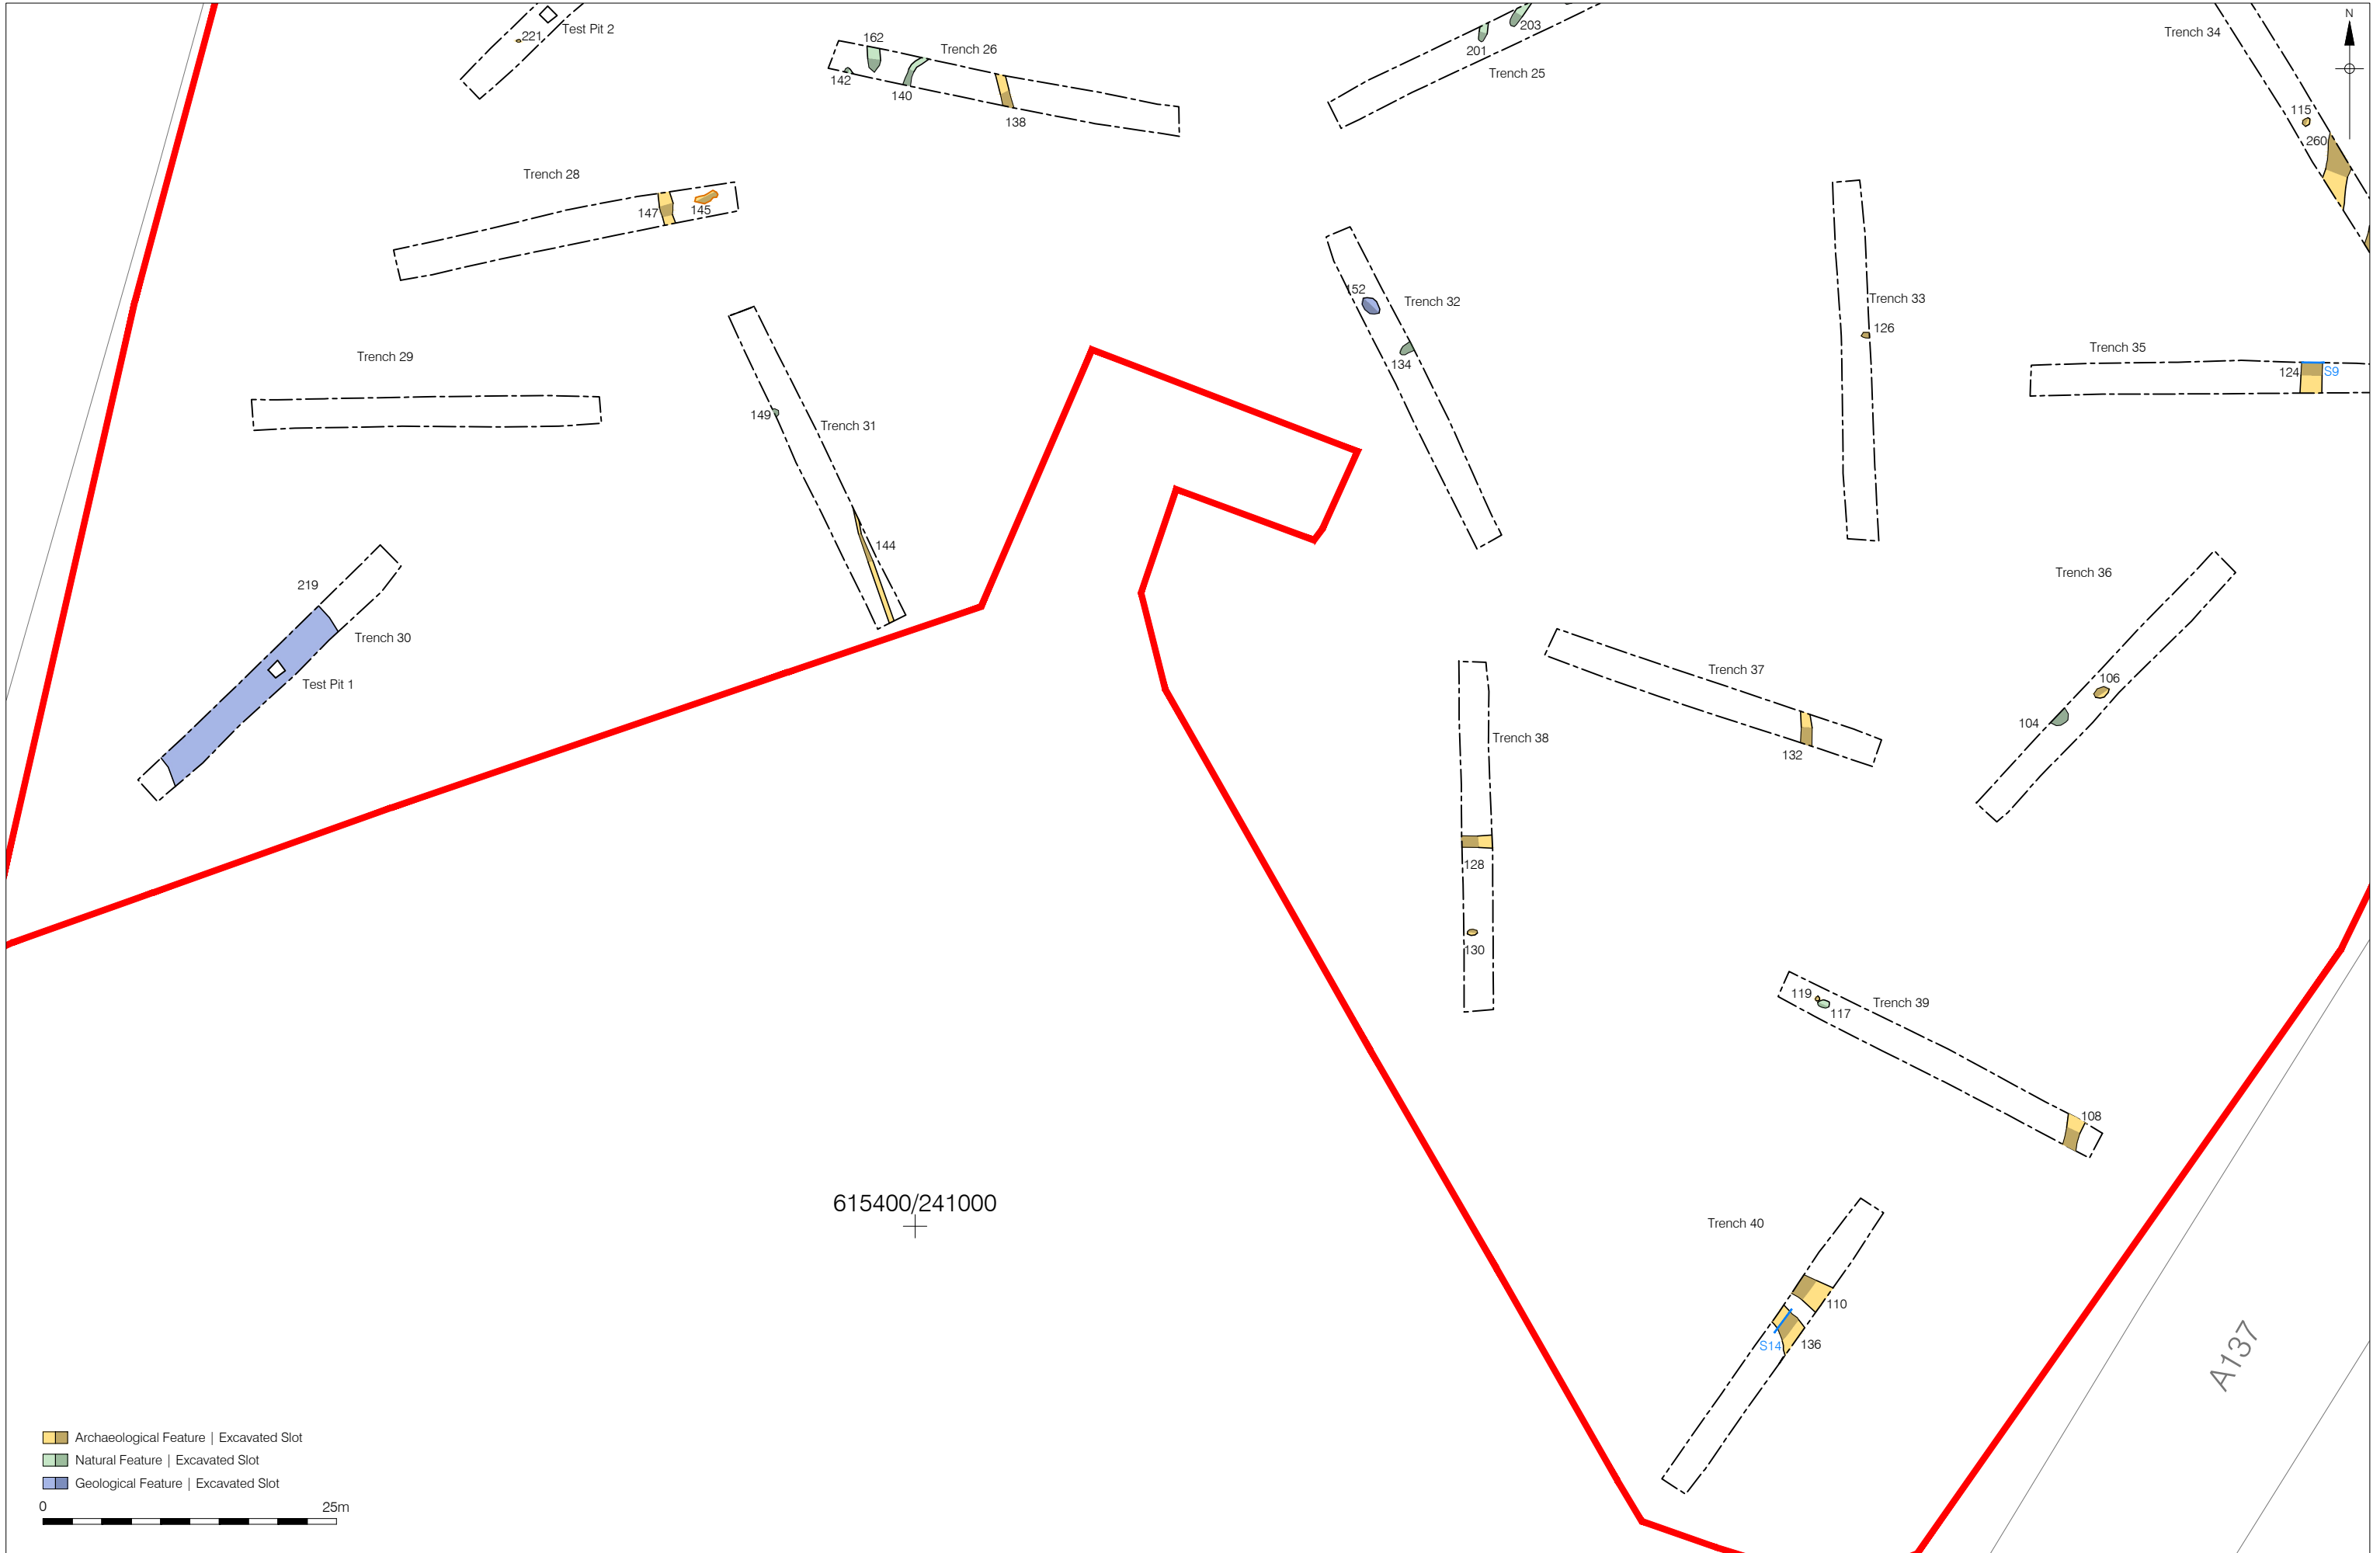 Test Pit 2
221
162
Trench 26
142
140
138
203
201
Trench 25
Trench 34
N
115
260
Trench 28
147
145
Trench 29
149
Trench 31
144
152
Trench 32
134
Trench 33
126
Trench 35
124
S9
219
Trench 30
Test Pit 1
Trench 36
106
104
Trench 37
132
Trench 38
128
130
119
117
Trench 39
108
615400/241000
Trench 40
110
S14
136
A137
Archaeological Feature | Excavated Slot
Natural Feature | Excavated Slot
Geological Feature | Excavated Slot
0 25m